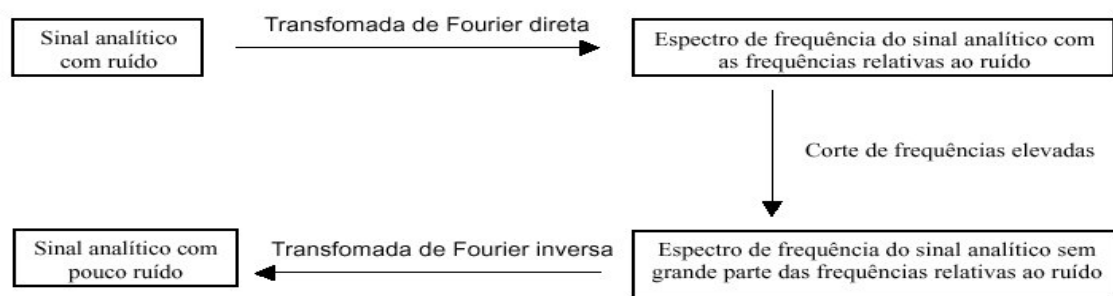 Sinal analítico
com ruído
Transfomada de Fourier direta
Espectro de frequência do sinal analítico com
as frequências relativas ao ruído
Corte de frequências elevadas
Espectro de frequência do sinal analítico sem
grande parte das frequências relativas ao ruído
Transfomada de Fourier inversa
Sinal analítico com
pouco ruído